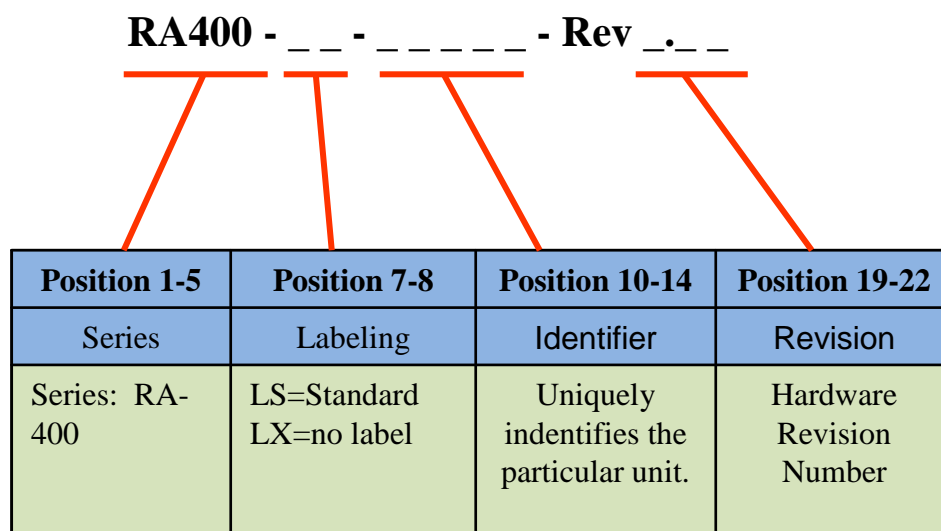 RA400 - _ _ - _ _ _ _ _ - Rev _._ _
Position 1-5
Position 7-8
Position 10-14
Position 19-22
Series
Labeling
Identifier
Revision
Series: RA-
400
LS=Standard
LX=no label
Uniquely
indentifies the
particular unit.
Hardware
Revision
Number